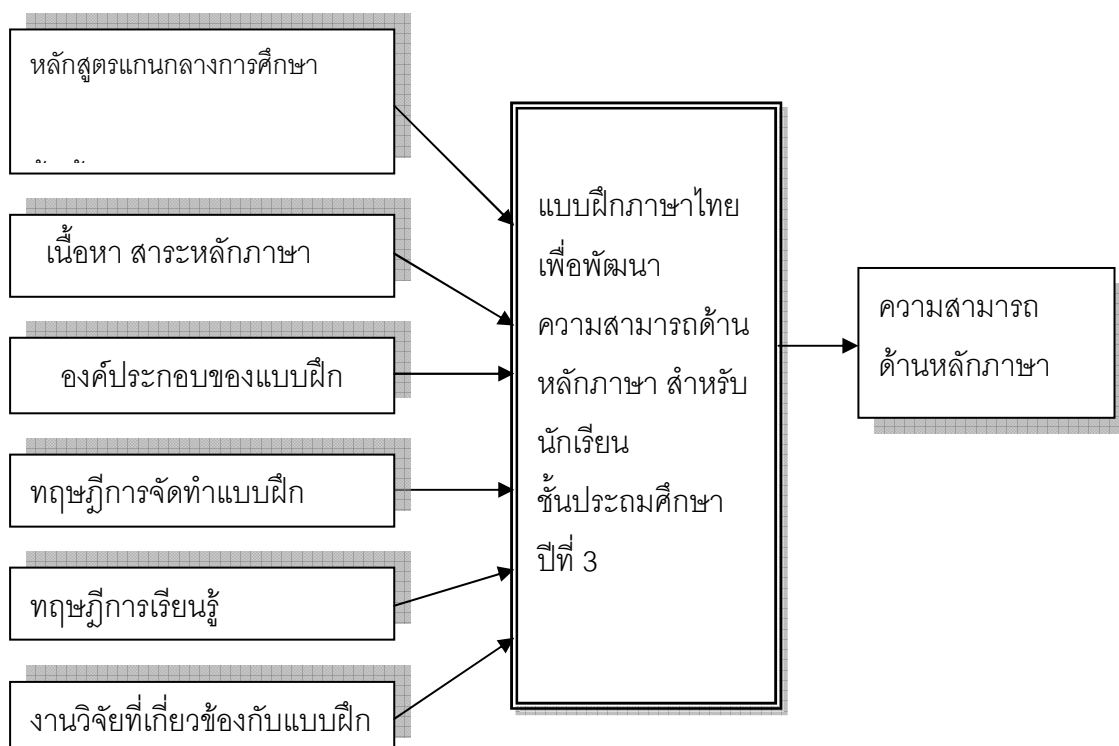 หลักสูตรแกนกลางการศึกษา
เนื้อหา สาระหลักภาษา
องค์ประกอบของแบบฝึก
ทฤษฎีการจัดทำแบบฝึก
ทฤษฎีการเรียนรู้
งานวิจัยที่เกี่ยวข้องกับแบบฝึก
แบบฝึกภาษาไทย
เพื่อพัฒนา
ความสามารถด้าน
หลักภาษา สำหรับ
นักเรียน
ชั้นประถมศึกษา
ปีที่ 3
ความสามารถ
ด้านหลักภาษา